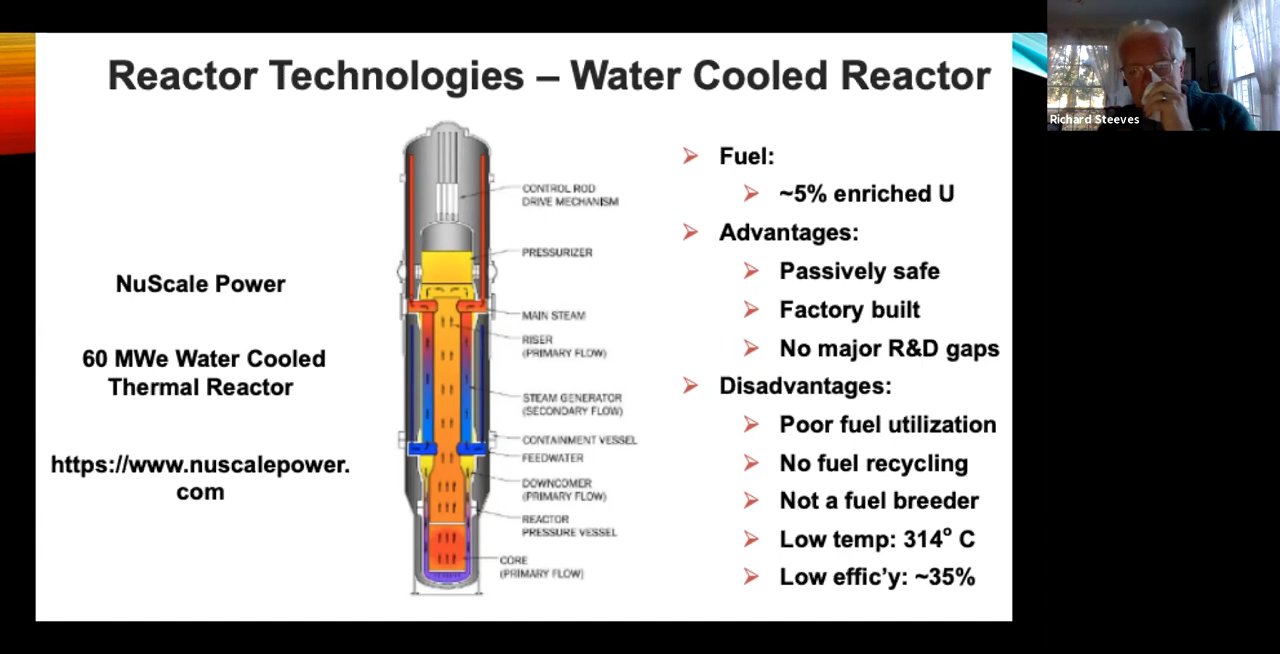 Reactor Technologies – Water Cooled Reactor
Richard Steeves
NuScale Power
60 MWe Water Cooled
Thermal Reactor
https://www.nuscalepower.
com
CONTROL ROD
DRIVE MECHANISM
PRESSURIZER
MAIN STEAM
RISER
(PRIMARY FLOW)
STEAM GENERATOR
(SECONDARY FLOW)
CONTAINMENT VESSEL
FEEDWATER
DOWNCOMER
(PRIMARY FLOW)
REACTOR
PRESSURE VESSEL
CORE
(PRIMARY FLOW)
Fuel:
~5% enriched U
Advantages:
Passively safe
Factory built
No major R&D gaps
Disadvantages:
Poor fuel utilization
No fuel recycling
Not a fuel breeder
Low temp: 314° C
Low effic’y: ~35%